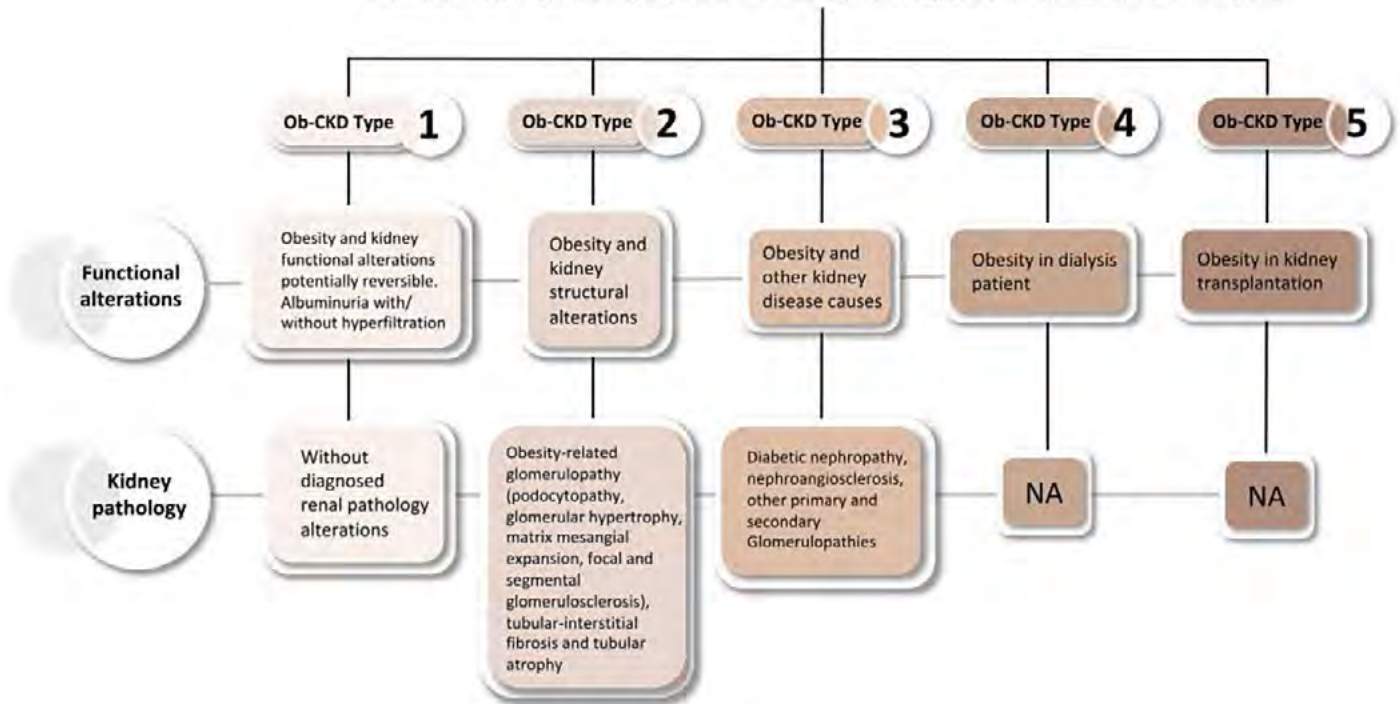 Ob-CKD Type 1
Ob-CKD Type 2
Ob-CKD Type 3
Ob-CKD Type 4
Ob-CKD Type 5
Functional
alterations
Obesity and kidney
functional alterations
potentially reversible.
Albuminuria with/
without hyperfiltration
Obesity and
kidney
structural
alterations
Obesity and
other kidney
disease causes
Obesity in dialysis
patient
Obesity in kidney
transplantation
Kidney
pathology
Without
diagnosed
renal pathology
alterations
Obesity-related
glomerulopathy
(podocytopathy,
glomerular hypertrophy,
matrix mesangial
expansion, focal and
segmental
glomerulosclerosis),
tubular-interstitial
fibrosis and tubular
atrophy
Diabetic nephropathy,
nephroangiosclerosis,
other primary and
secondary
Glomerulopathies
NA
NA